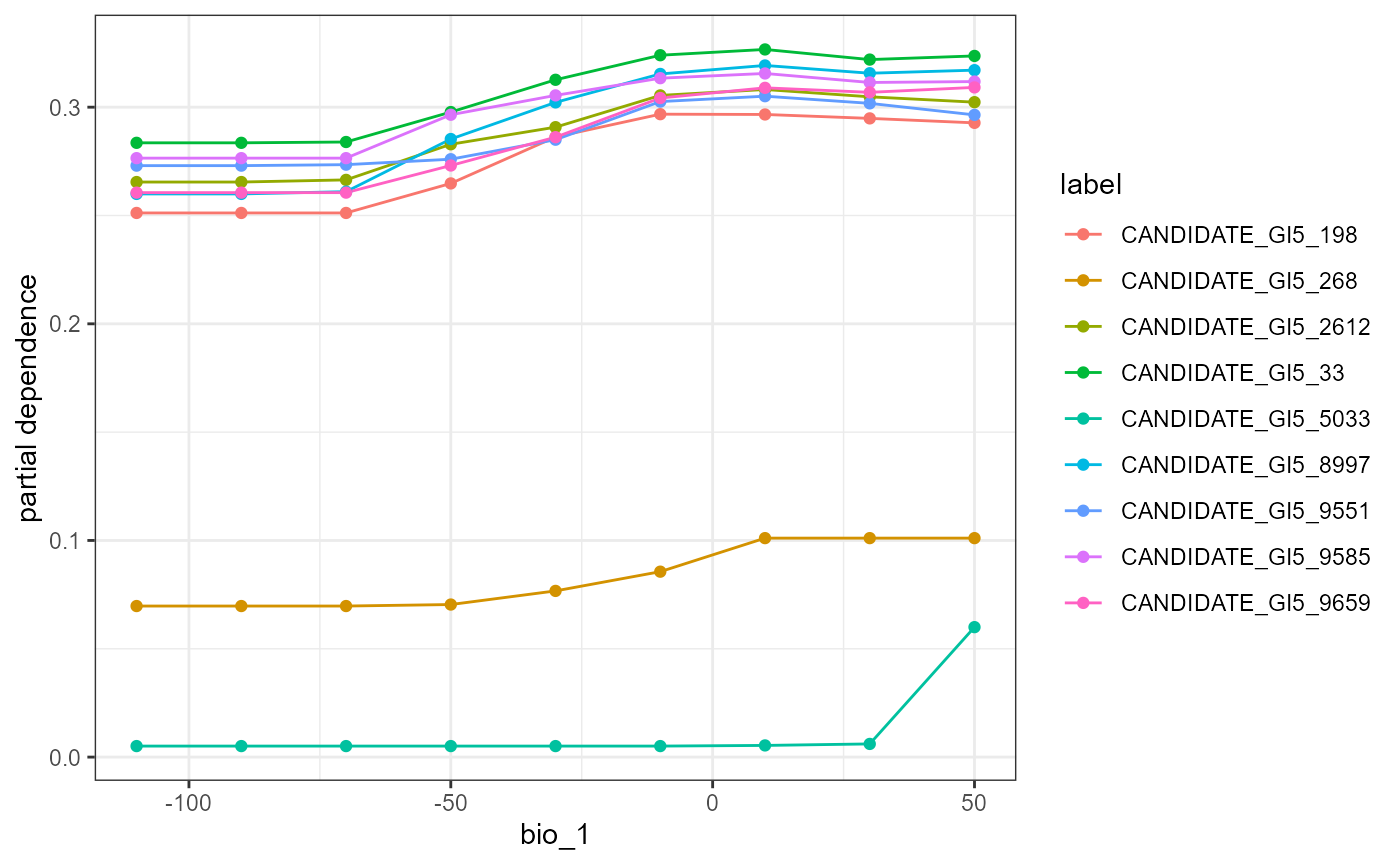 partial dependence
0.3
0.2
0.1
0.0
-100
-50
0
50
bio_1
label
CANDIDATE_GI5_198
CANDIDATE_GI5_268
CANDIDATE_GI5_2612
CANDIDATE_GI5_33
CANDIDATE_GI5_5033
CANDIDATE_GI5_8997
CANDIDATE_GI5_9551
CANDIDATE_GI5_9585
CANDIDATE_GI5_9659